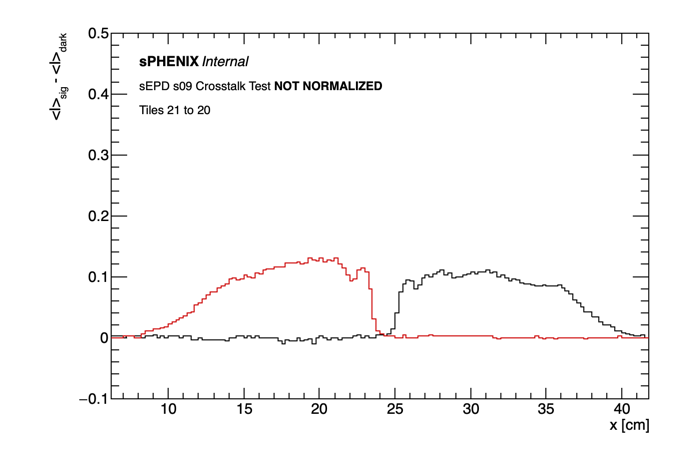 0.5
0.4
0.3
0.2
0.1
0
−0.1
<I>sig - <I>dark
sPHENIX Internal
sEPD s09 Crosstalk Test NOT NORMALIZED
Tiles 21 to 20
10 15 20 25 30 35 40
x [cm]